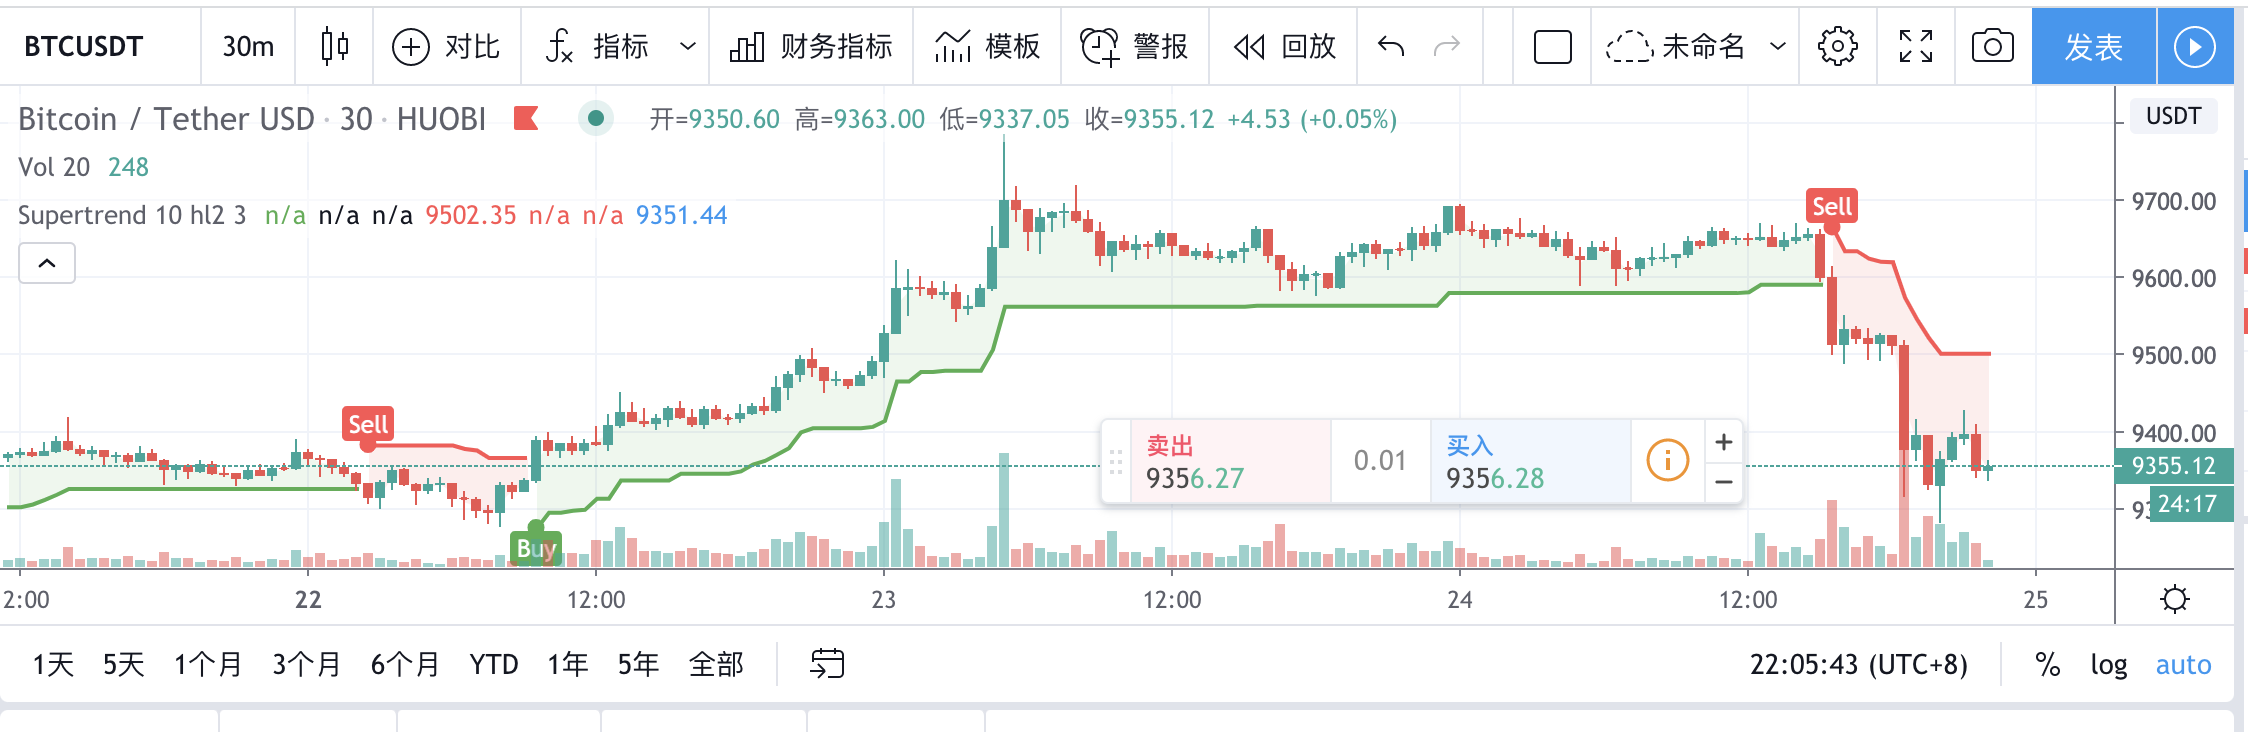 BTCUSDT 30m 对比 指标 财务指标 模板 警报 回放 未命名 发表
Bitcoin / Tether USD · 30 · HUOBI 开=9350.60 高=9363.00 低=9337.05 收=9355.12 +4.53 (+0.05%) USDT
Vol 20 248
Supertrend 10 hl2 3 n/a n/a n/a 9502.35 n/a n/a 9351.44
Sell
9700.00
9600.00
9500.00
Sell
9400.00
卖出 9356.27 0.01 买入 9356.28
9355.12
24:17
Buy
2:00 22 12:00 23 12:00 24 12:00 25
1天 5天 1个月 3个月 6个月 YTD 1年 5年 全部 22:05:43 (UTC+8) % log auto